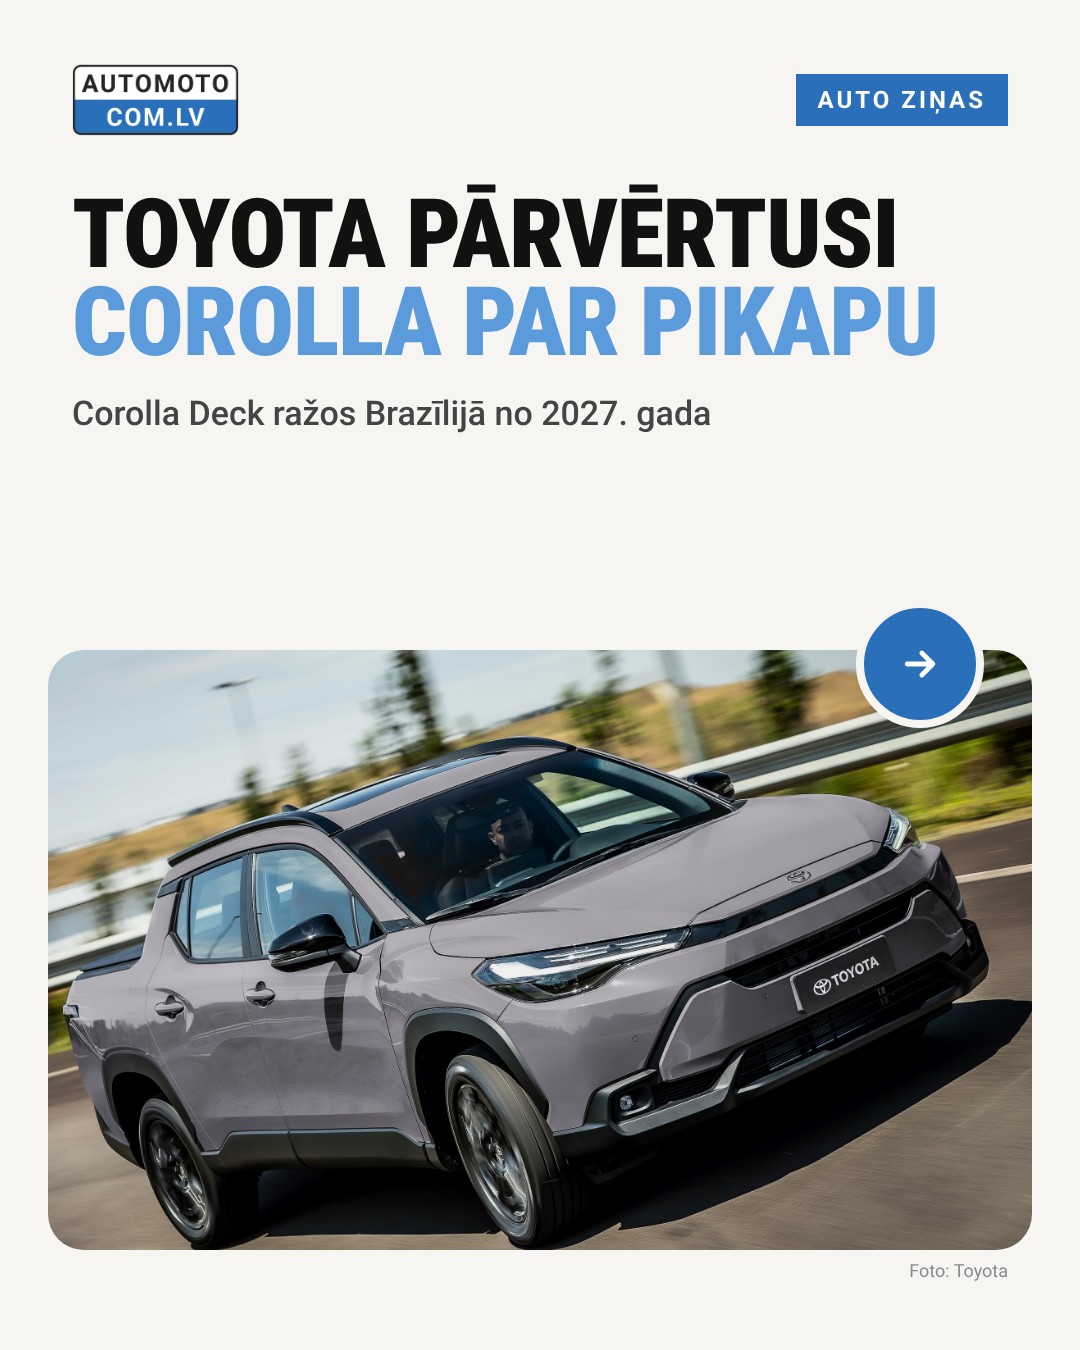 AUTOMOTO
COM.LV
AUTO ZIŅAS
TOYOTA PĀRVĒRTUSI
COROLLA PAR PIKAPU
Corolla Deck ražos Brazīlijā no 2027. gada
TOYOTA
Foto: Toyota